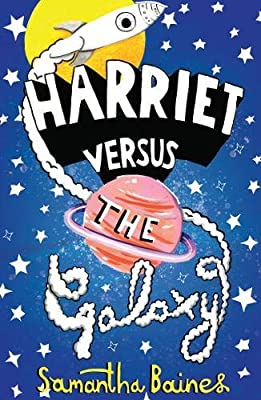 HARRIET
VERSUS
THE
Galaxy
Samantha Baines